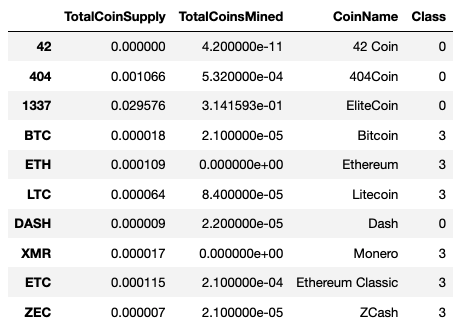 TotalCoinSupply TotalCoinsMined CoinName Class
42 0.000000 4.200000e-11 42 Coin 0
404 0.001066 5.320000e-04 404Coin 0
1337 0.029576 3.141593e-01 EliteCoin 0
BTC 0.000018 2.100000e-05 Bitcoin 3
ETH 0.000109 0.000000e+00 Ethereum 3
LTC 0.000064 8.400000e-05 Litecoin 3
DASH 0.000009 2.200000e-05 Dash 0
XMR 0.000017 0.000000e+00 Monero 3
ETC 0.000115 2.100000e-04 Ethereum Classic 3
ZEC 0.000007 2.100000e-05 ZCash 3